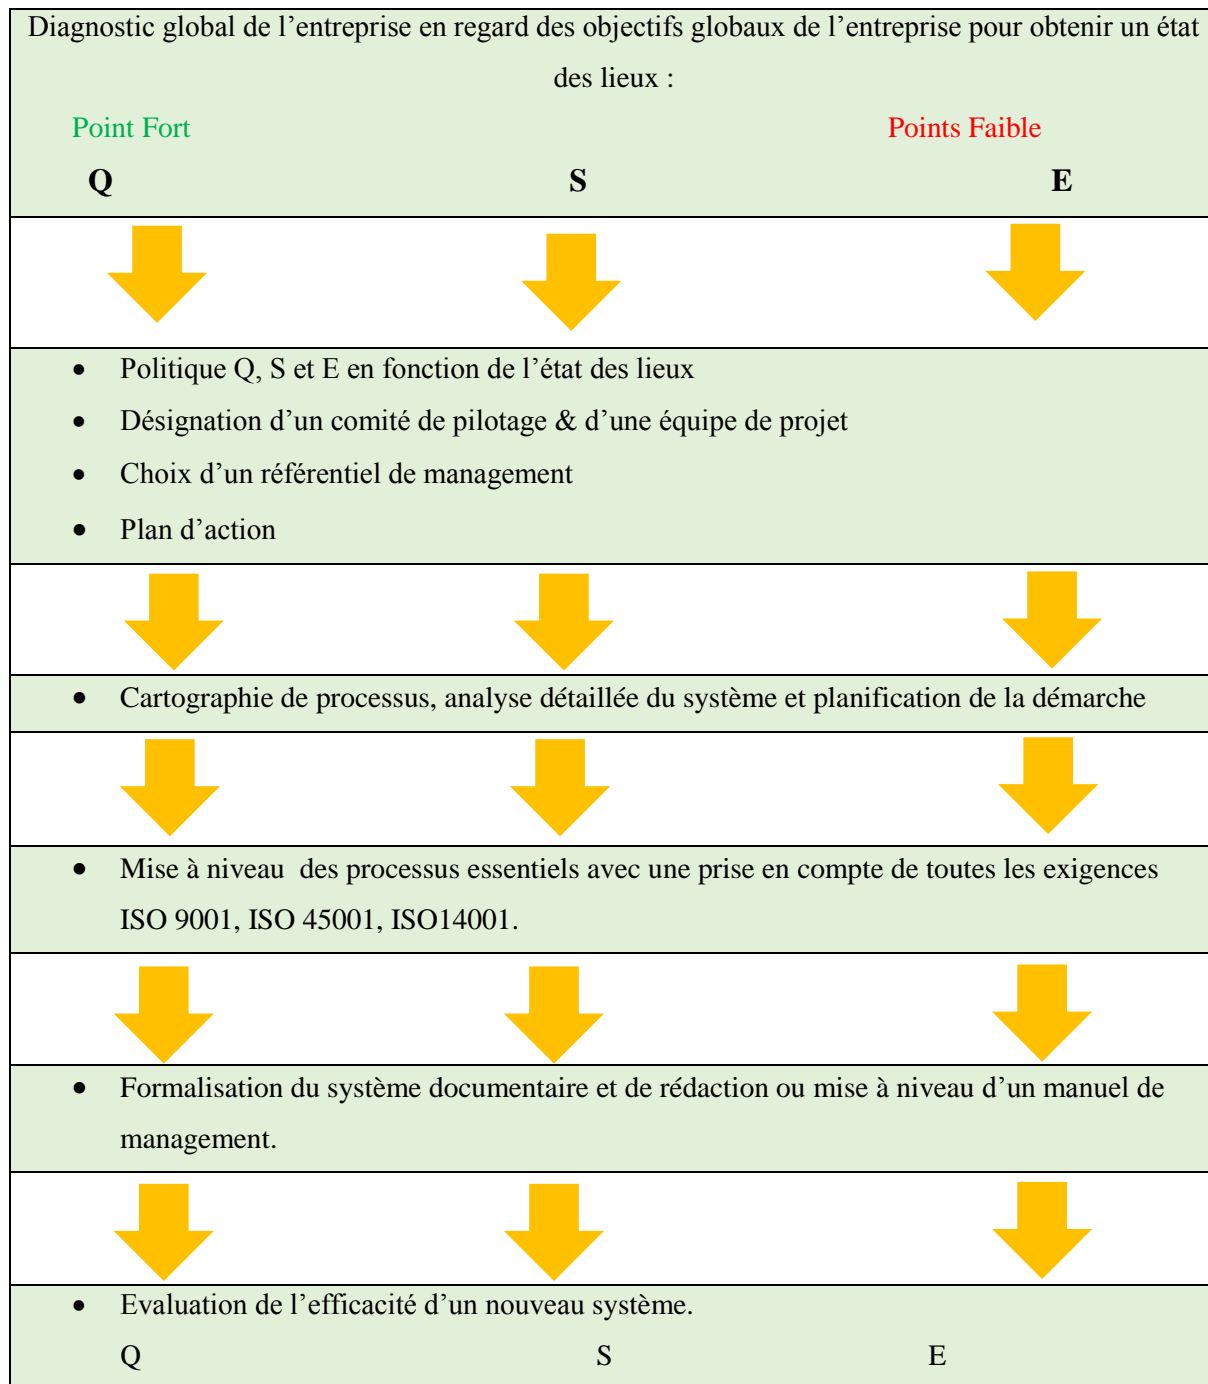 Diagnostic global de l’entreprise en regard des objectifs globaux de l’entreprise pour obtenir un état
des lieux :
Point Fort Points Faible
Q S E
• Politique Q, S et E en fonction de l’état des lieux
• Désignation d’un comité de pilotage & d’une équipe de projet
• Choix d’un référentiel de management
• Plan d’action
• Cartographie de processus, analyse détaillée du système et planification de la démarche
• Mise à niveau des processus essentiels avec une prise en compte de toutes les exigences
ISO 9001, ISO 45001, ISO14001.
• Formalisation du système documentaire et de rédaction ou mise à niveau d’un manuel de
management.
• Evaluation de l’efficacité d’un nouveau système.
Q S E